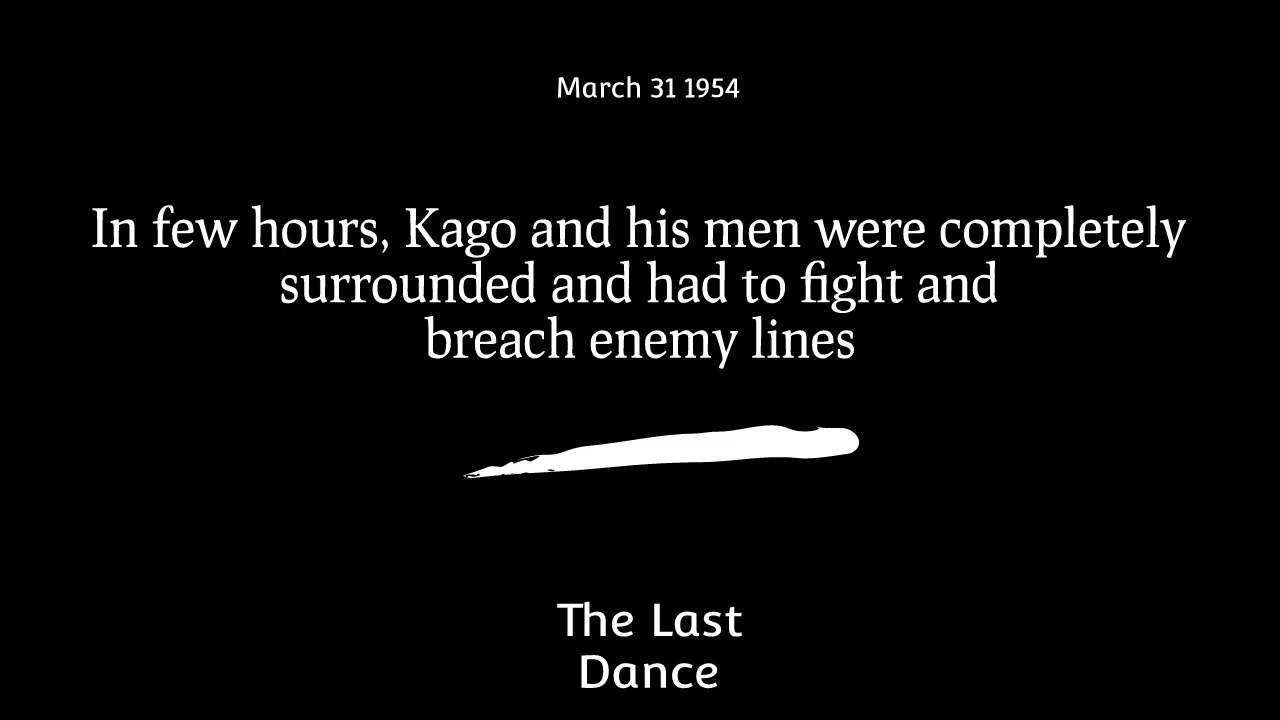 March 31 1954
In few hours, Kago and his men were completely
surrounded and had to fight and
breach enemy lines
The Last
Dance